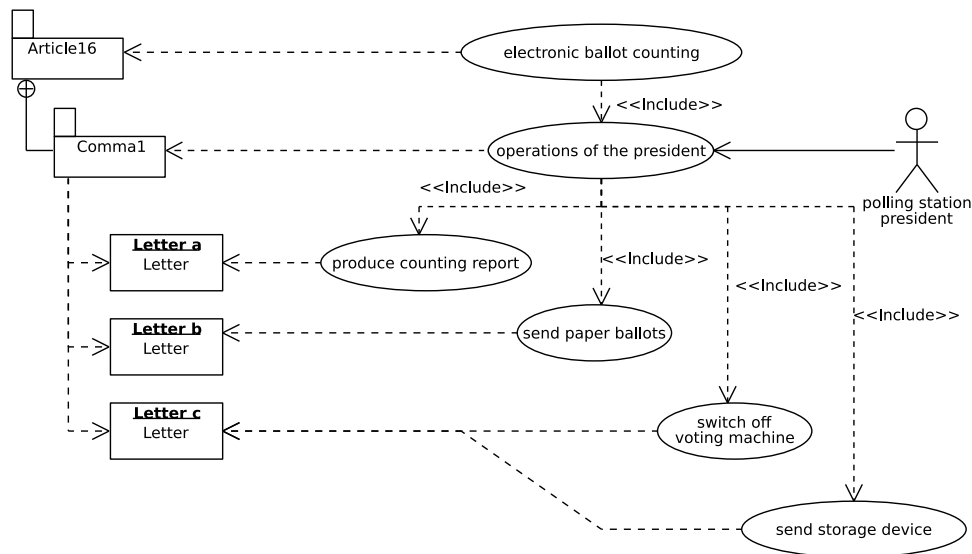 Article16
electronic ballot counting
<<Include>>
Comma1
operations of the president
<<Include>>
polling station
president
Letter a
Letter
produce counting report
<<Include>>
<<Include>>
<<Include>>
Letter b
Letter
send paper ballots
Letter c
Letter
switch off
voting machine
send storage device